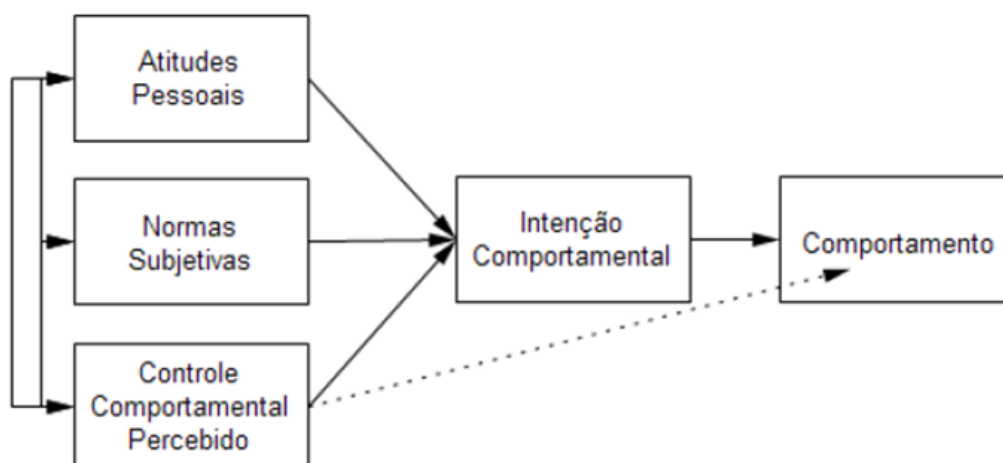 Atitudes
Pessoais
Normas
Subjetivas
Controle
Comportamental
Percebido
Intenção
Comportamental
Comportamento